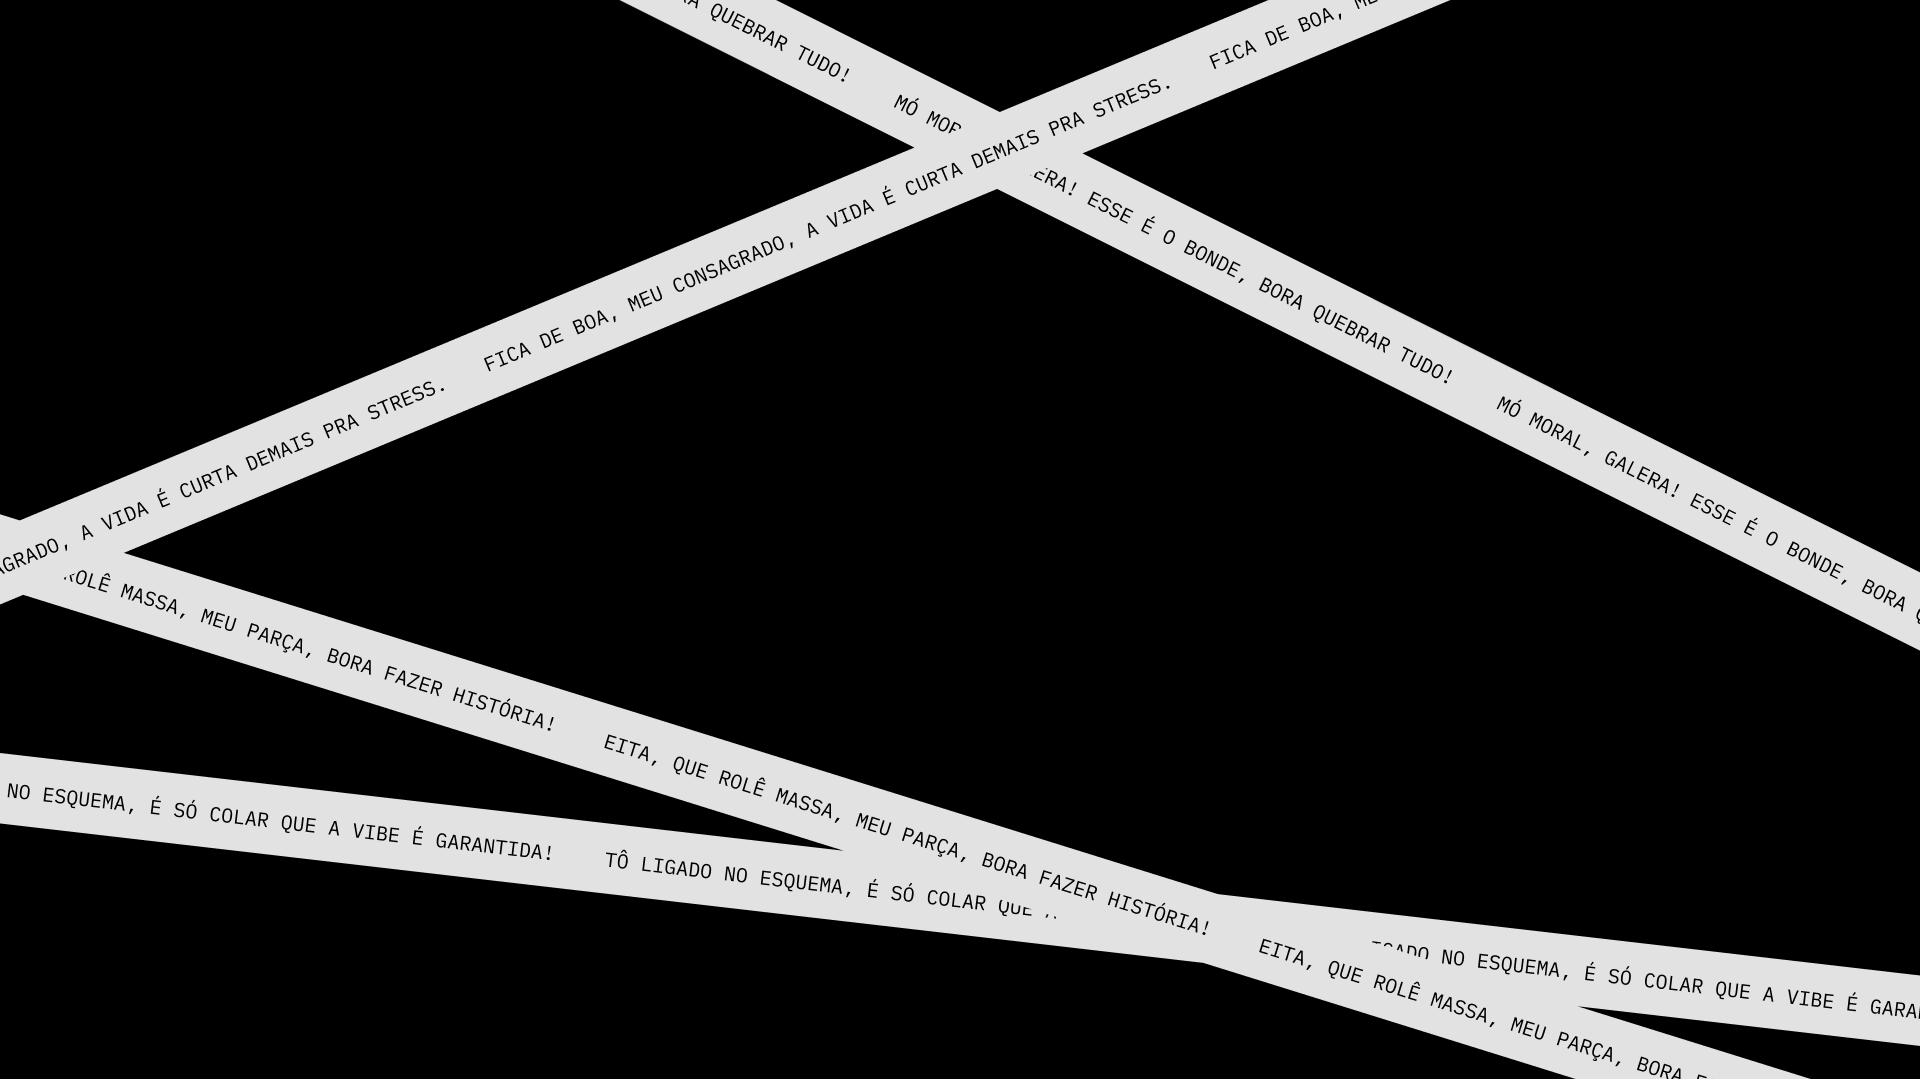 QUEBRAR TUDO! MÓ ESSE É O BONDE, BORA QUEBRAR TUDO! MÓ MORAL, GALERA! ESSE É O BONDE, BORA
A VIDA É CURTA DEMAIS PRA STRESS. FICA DE BOA, MEU CONSAGRADO, A VIDA É CURTA DEMAIS PRA STRESS. FICA DE BOA,
ROLÊ MASSA, MEU PARÇA, BORA FAZER HISTÓRIA! EITA, QUE ROLÊ MASSA, MEU PARÇA, BORA FAZER HISTÓRIA! EITA, QUE ROLÊ MASSA, MEU PARÇA, BORA
NO ESQUEMA, É SÓ COLAR QUE A VIBE É GARANTIDA! TÔ LIGADO NO ESQUEMA, É SÓ COLAR QUE NO ESQUEMA, É SÓ COLAR QUE A VIBE É